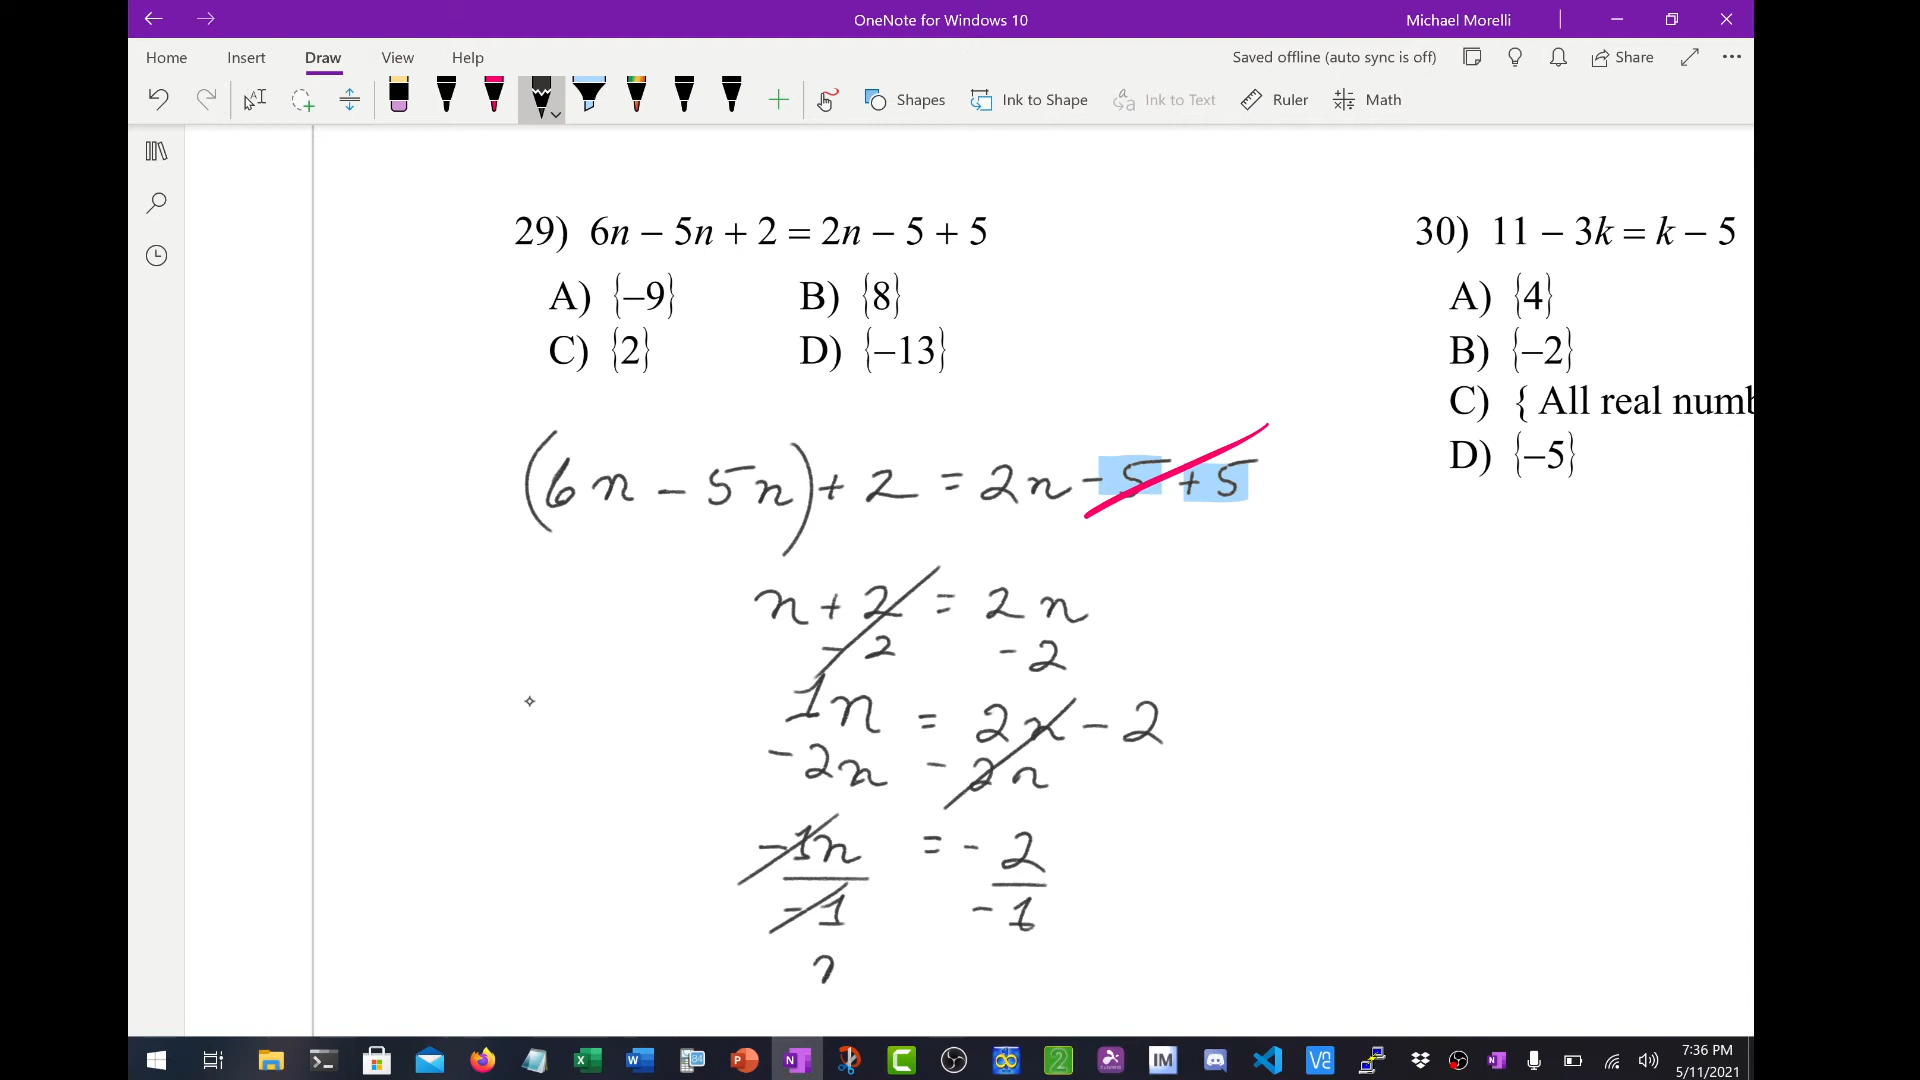 OneNote for Windows 10
Michael Morelli
Home Insert Draw View Help
Saved offline (auto sync is off) Share
Shapes Ink to Shape Ink to Text Ruler Math
29) 6n − 5n + 2 = 2n − 5 + 5
A) {−9} B) {8}
C) {2} D) {−13}
30) 11 − 3k = k − 5
A) {4}
B) {−2}
C) { All real numb
D) {−5}
(6n − 5n) + 2 = 2n − 5 + 5
n + 2 = 2n
− 2 − 2
1n = 2n − 2
−2n − 2n
−1n = − 2
−1 − 1
7:36 PM
5/11/2021